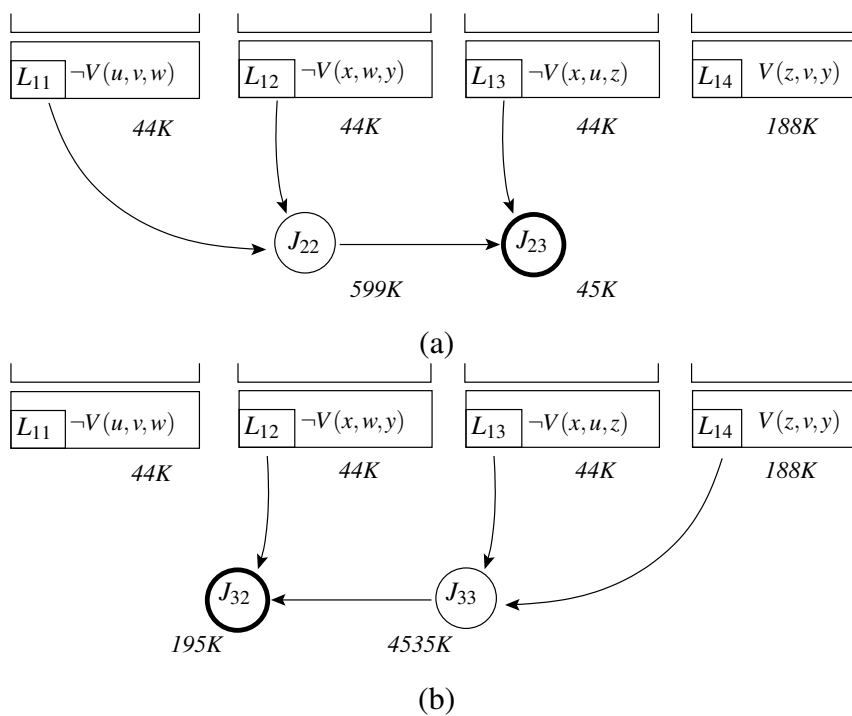 L₁₁ ¬V(u,v,w) L₁₂ ¬V(x,w,y) L₁₃ ¬V(x,u,z) L₁₄ V(z,v,y)
44K 44K 44K 188K
J₂₂ J₂₃
599K 45K
(a)
L₁₁ ¬V(u,v,w) L₁₂ ¬V(x,w,y) L₁₃ ¬V(x,u,z) L₁₄ V(z,v,y)
44K 44K 44K 188K
J₃₂ J₃₃
195K 4535K
(b)